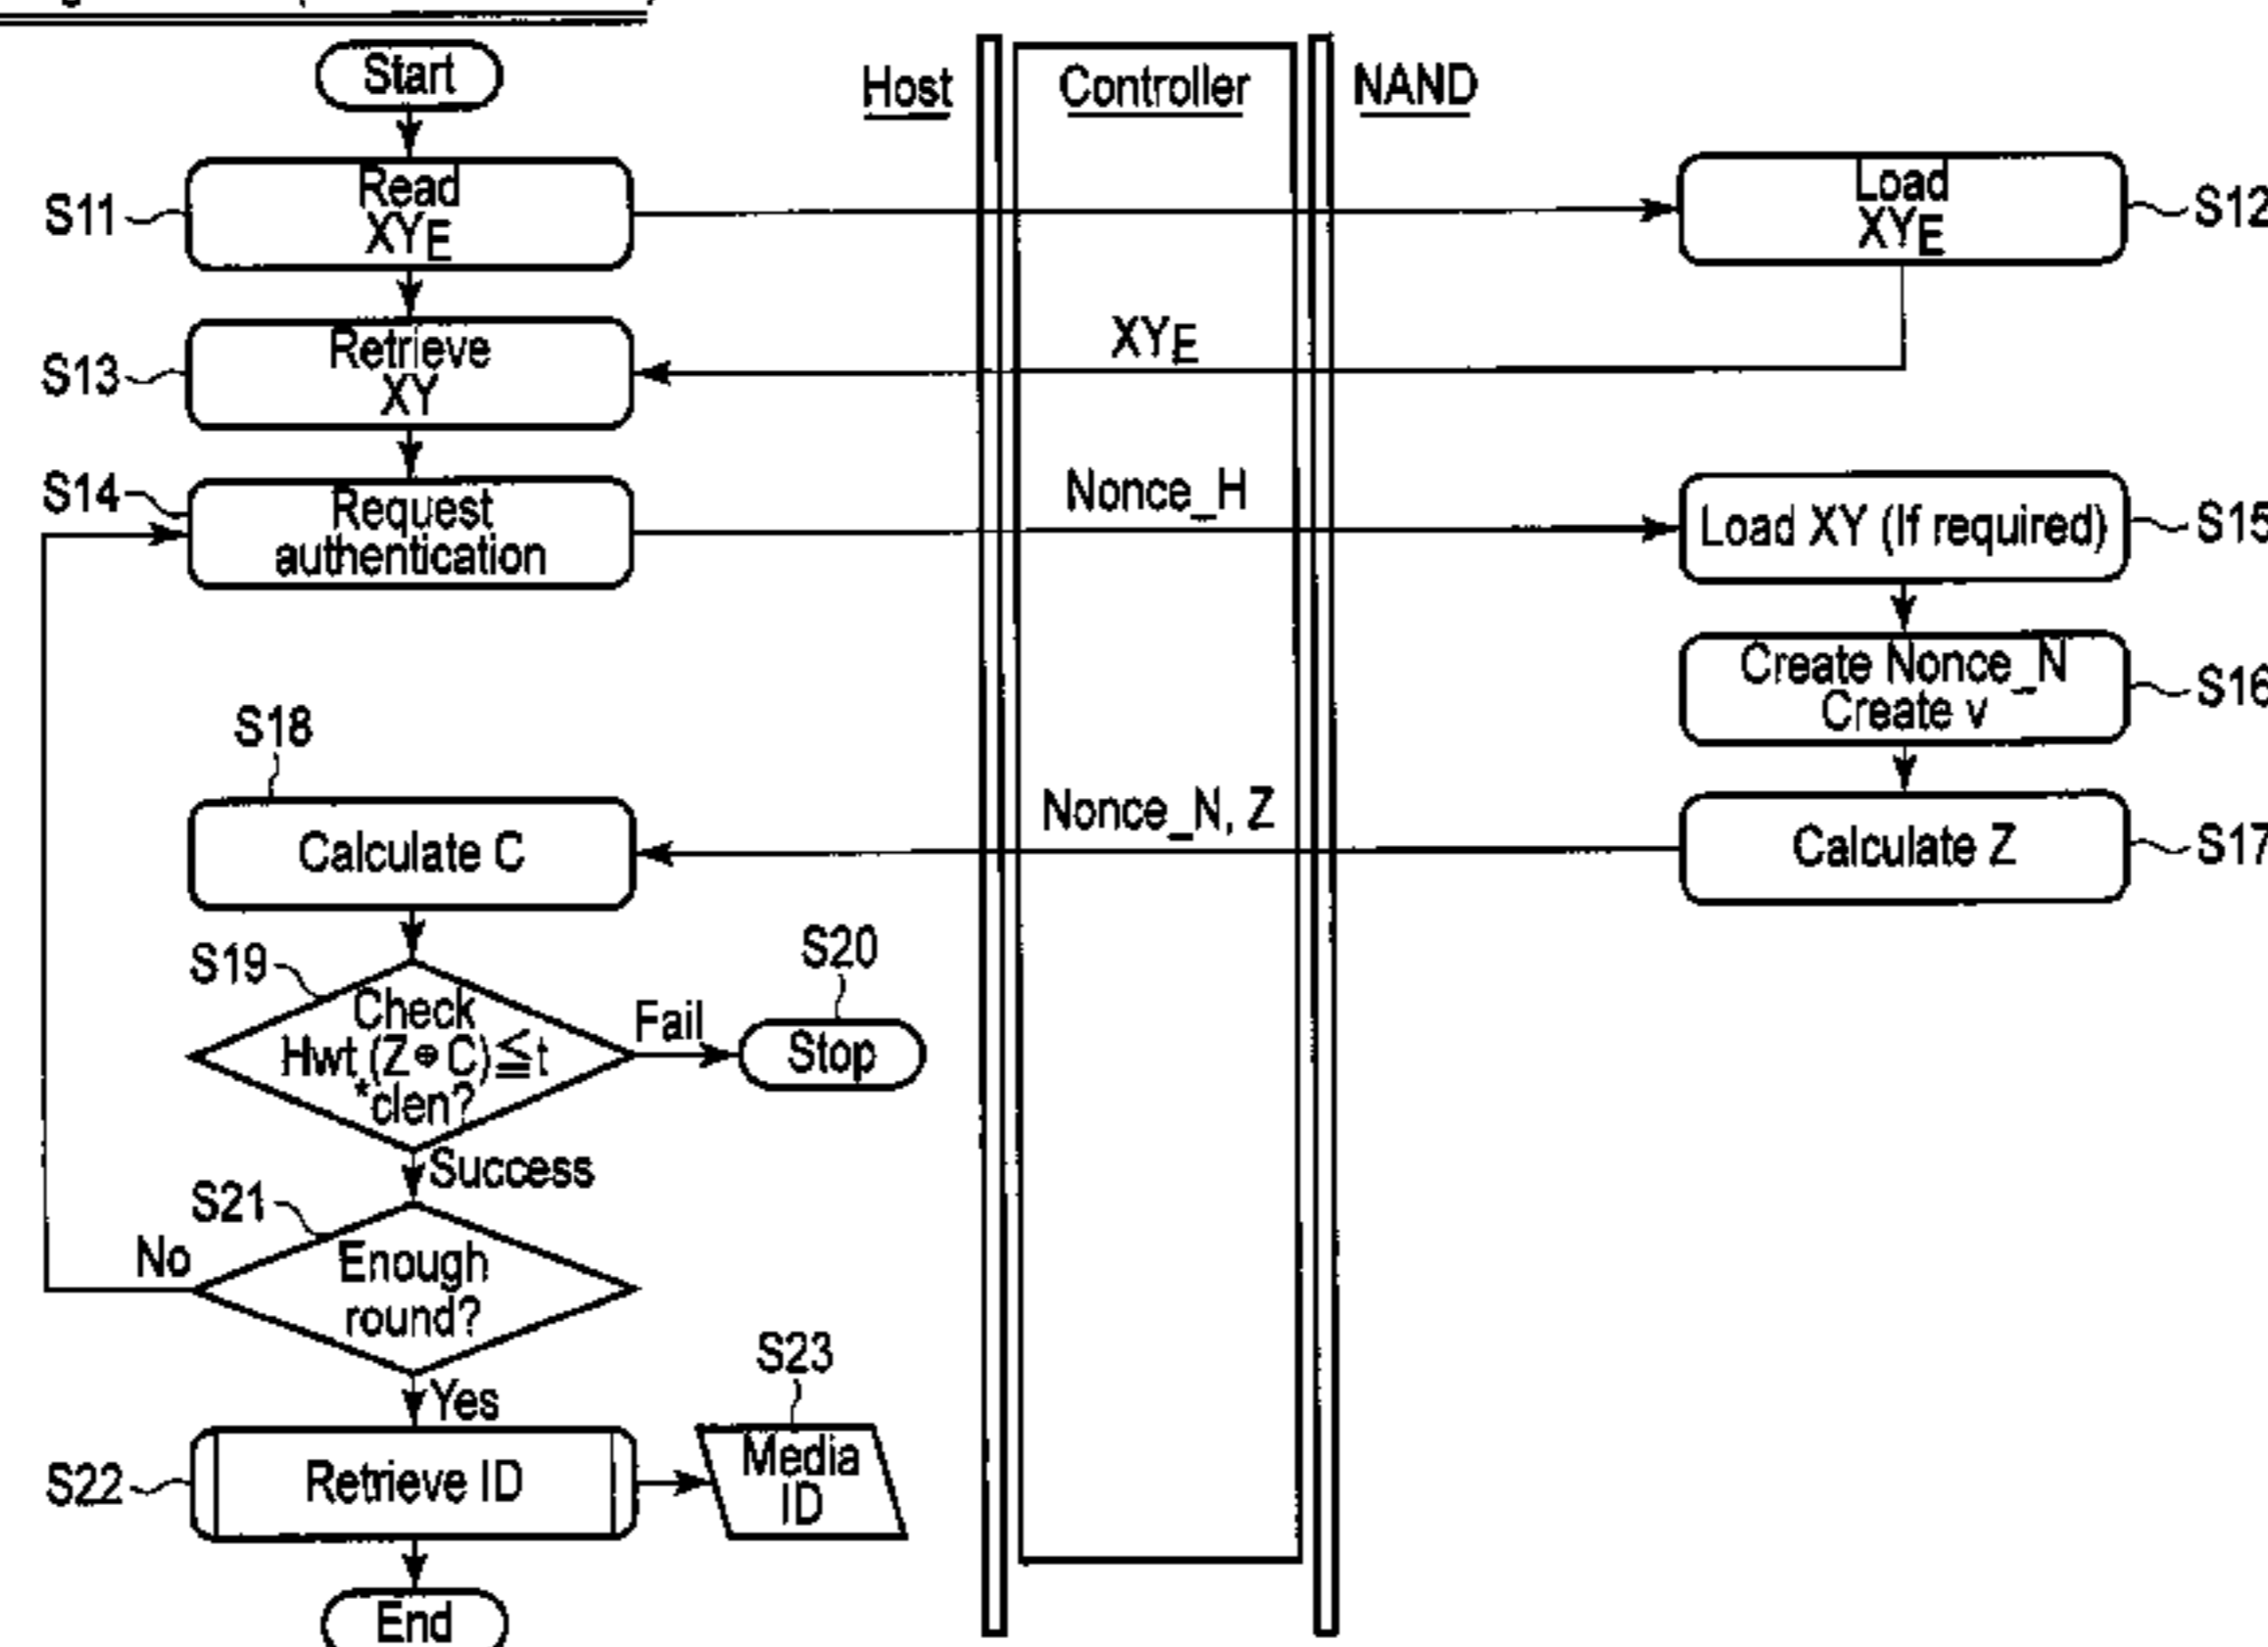 Start
Host
Controller
NAND
S11
Read
XYE
Load
XYE
S12
S13
Retrieve
XY
XYE
S14
Request
authentication
Nonce_H
Load XY (If required)
S15
Create Nonce_N
Create v
S16
S18
Calculate C
Nonce_N, Z
Calculate Z
S17
S19
Check
Hwt (Z ⊕ C)≦t
*clen?
Fail
S20
Stop
Success
S21
Enough
round?
No
Yes
S22
Retrieve ID
S23
Media
ID
End